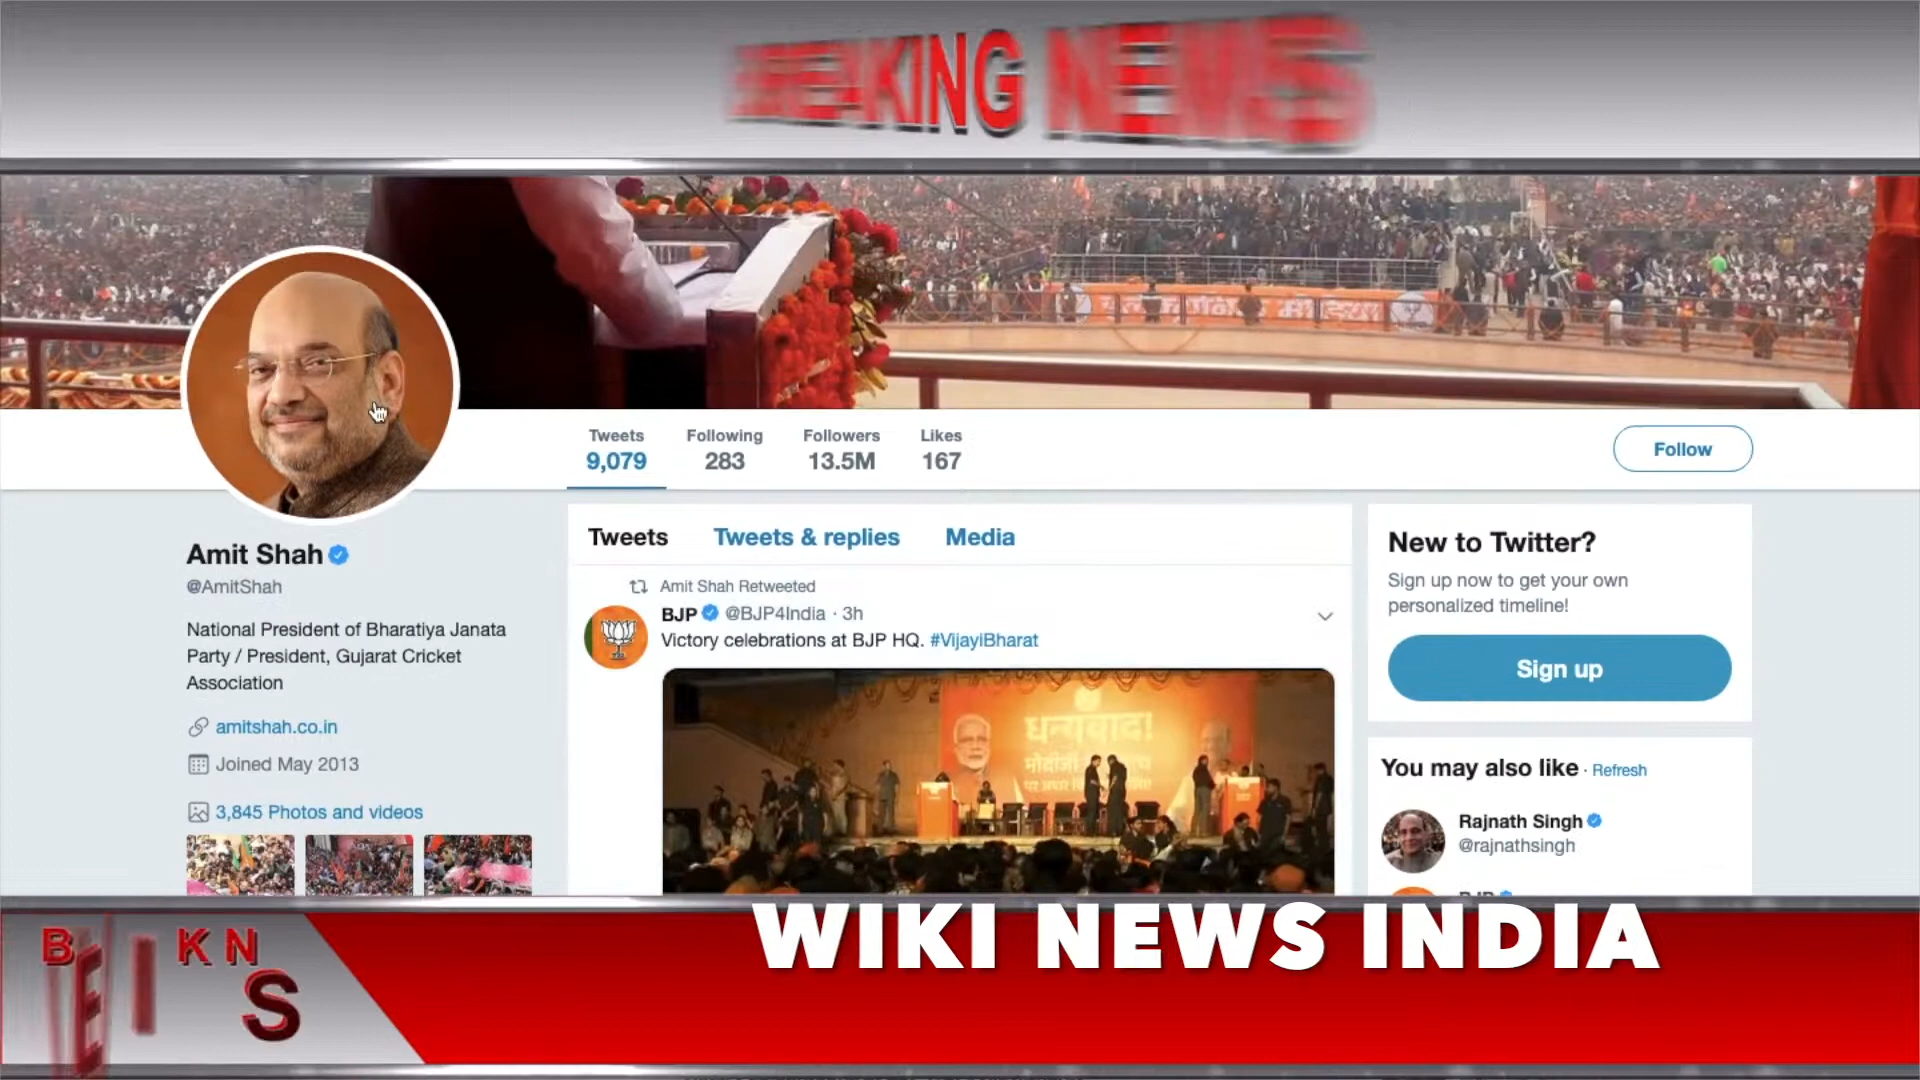 BREAKING NEWS
Tweets
9,079
Following
283
Followers
13.5M
Likes
167
Follow
Amit Shah
@AmitShah
National President of Bharatiya Janata
Party / President, Gujarat Cricket
Association
amitshah.co.in
Joined May 2013
3,845 Photos and videos
Tweets Tweets & replies Media
Amit Shah Retweeted
BJP @BJP4India · 3h
Victory celebrations at BJP HQ. #VijayiBharat
धन्यवाद!
New to Twitter?
Sign up now to get your own
personalized timeline!
Sign up
You may also like · Refresh
Rajnath Singh
@rajnathsingh
WIKI NEWS INDIA
B E I K N
S